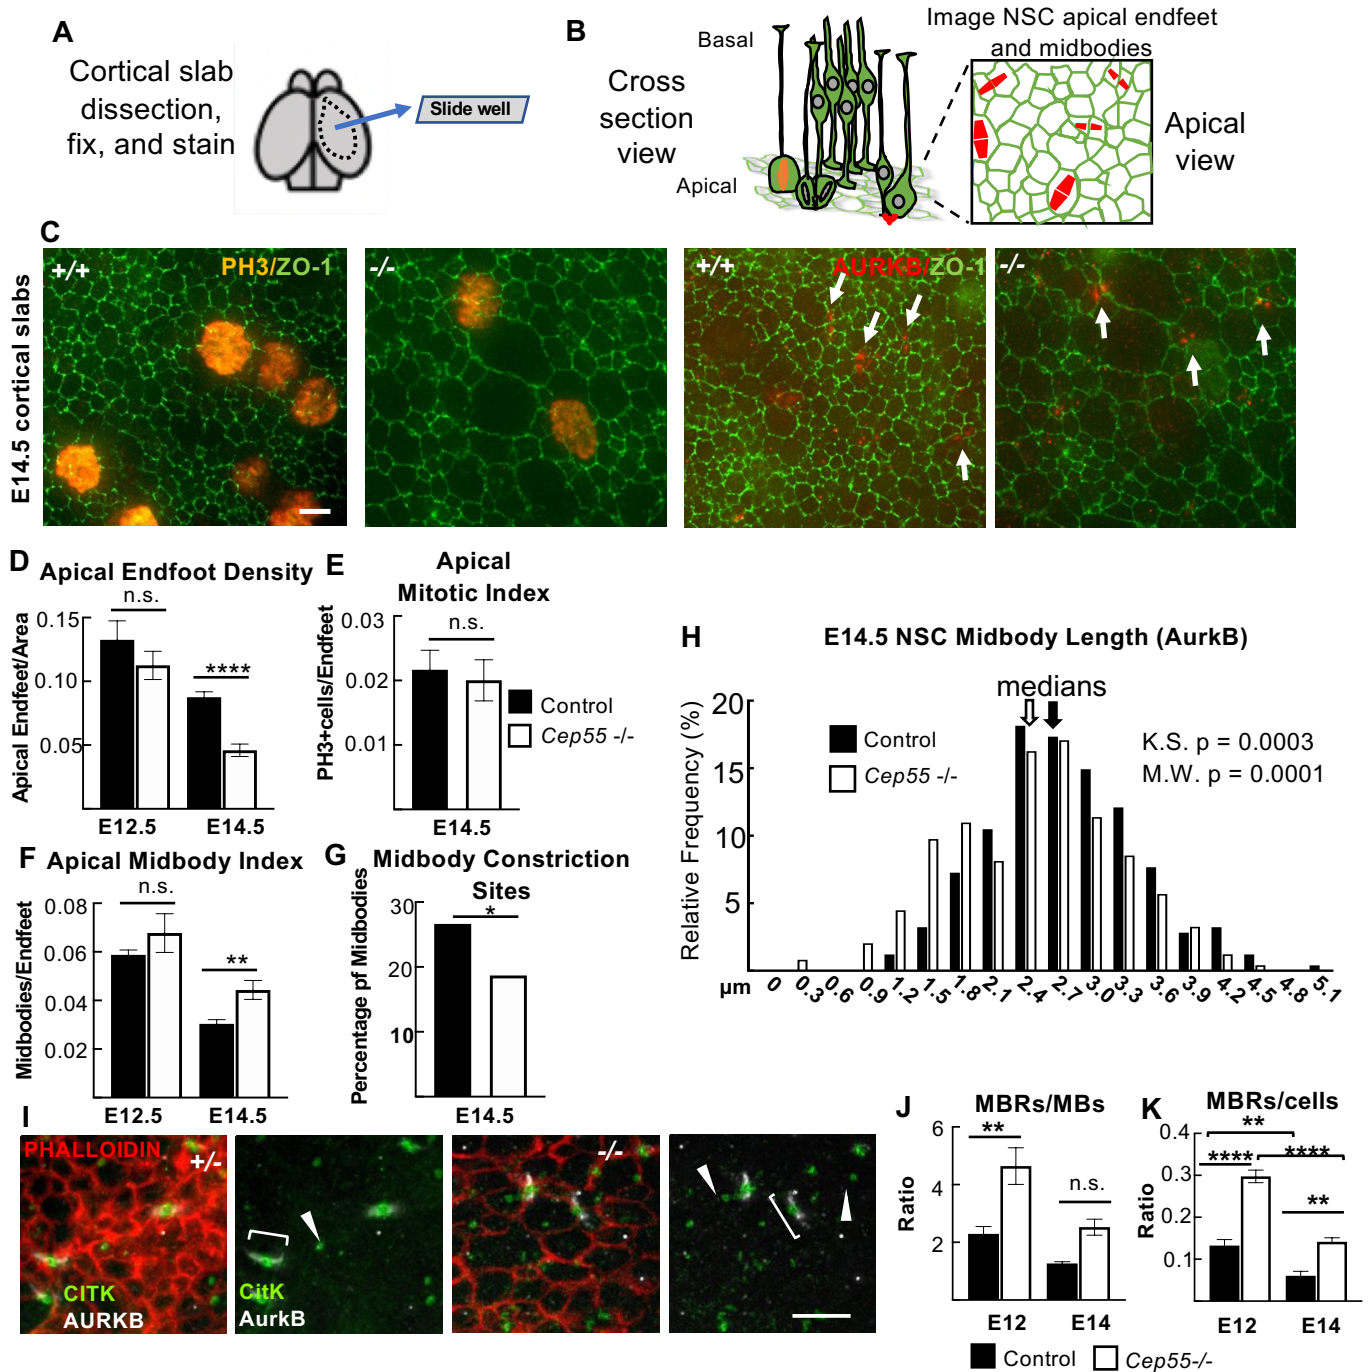 A
Cortical slab
dissection,
fix, and stain
Slide well
B
Basal
Cross
section
view
Apical
Image NSC apical endfeet
and midbodies
Apical
view
C
E14.5 cortical slabs
+/+
PH3/ZO-1
-/-
+/+
AURKB/ZO-1
-/-
D
Apical Endfoot Density
Apical Endfeet/Area
0.15
0.10
0.05
n.s.
****
E12.5
E14.5
E
Apical
Mitotic Index
PH3+cells/Endfeet
0.03
0.02
0.01
n.s.
E14.5
Control
Cep55 -/-
F
Apical Midbody Index
Midbodies/Endfeet
0.08
0.06
0.04
0.02
n.s.
**
E12.5
E14.5
G
Midbody Constriction
Sites
Percentage pf Midbodies
30
20
10
*
E14.5
H
E14.5 NSC Midbody Length (AurkB)
medians
Relative Frequency (%)
20
15
10
5
Control
Cep55 -/-
K.S. p = 0.0003
M.W. p = 0.0001
µm
0
0.3
0.6
0.9
1.2
1.5
1.8
2.1
2.4
2.7
3.0
3.3
3.6
3.9
4.2
4.5
4.8
5.1
I
PHALLOIDIN
+/-
CITK
AURKB
CitK
AurkB
-/-
J
MBRs/MBs
Ratio
6
4
2
**
n.s.
E12
E14
K
MBRs/cells
Ratio
0.4
0.3
0.2
0.1
**
****
****
**
E12
E14
Control
Cep55-/-